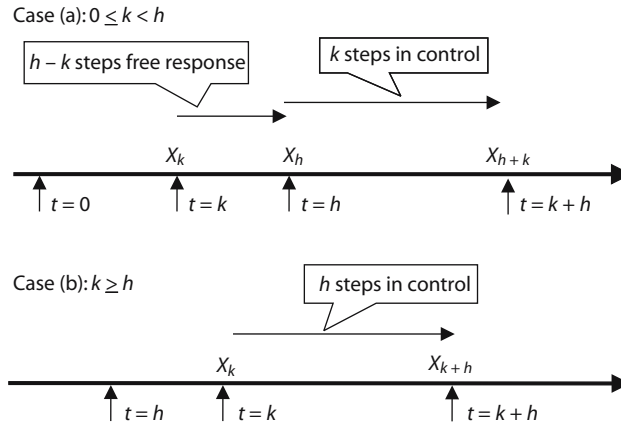 Case (a): 0 ≤ k < h
h – k steps free response
k steps in control
X_k
X_h
X_{h+k}
t = 0
t = k
t = h
t = k + h
Case (b): k ≥ h
h steps in control
X_k
X_{k+h}
t = h
t = k
t = k + h